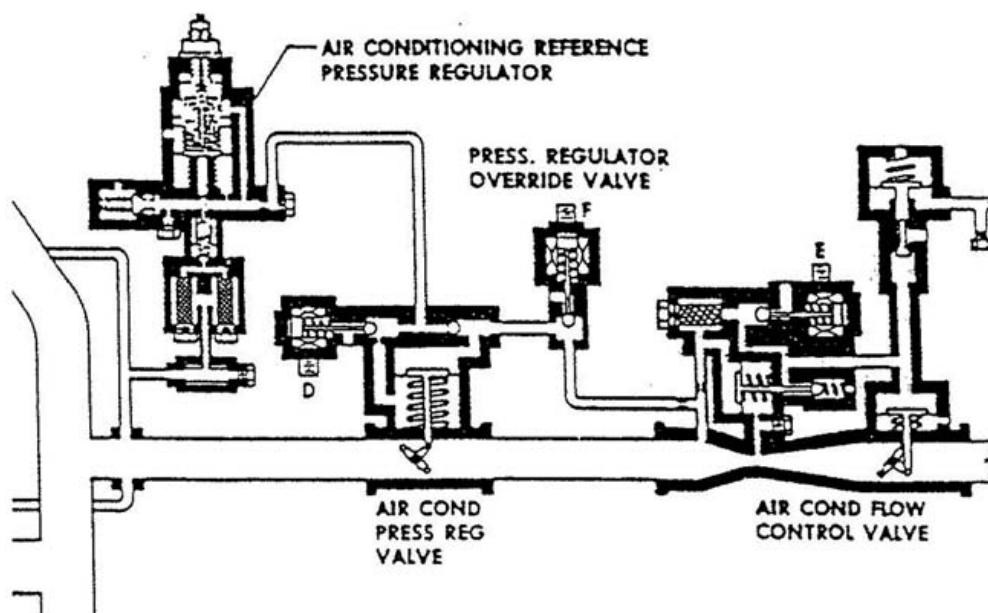 AIR CONDITIONING REFERENCE
PRESSURE REGULATOR
PRESS. REGULATOR
OVERRIDE VALVE
F
E
D
AIR COND
PRESS REG
VALVE
AIR COND FLOW
CONTROL VALVE